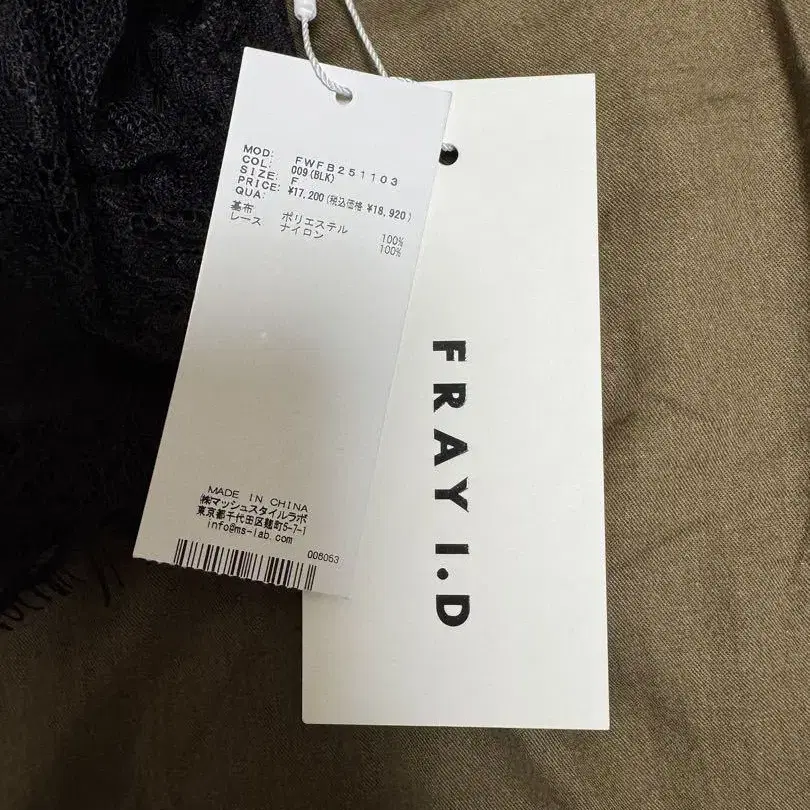 MOD: FWFB251103
COL: 009(BLK)
SIZE: F
PRICE: ¥17,200(税込価格 ¥18,920)
QUA:
基布 ポリエステル 100%
レース ナイロン 100%
MADE IN CHINA
㈱マッシュスタイルラボ
東京都千代田区麹町5-7-1
info@ms-lab.com
008063
FRAY I.D